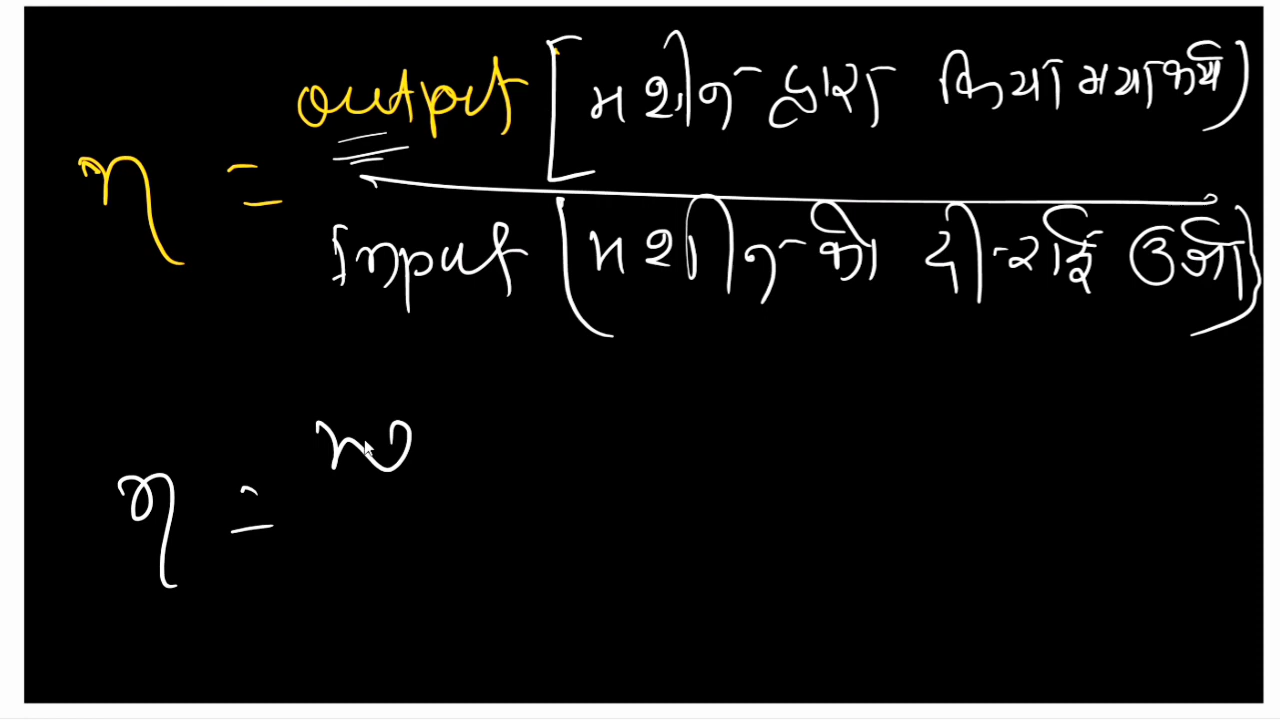 η = output [मशीन द्वारा किया गया कार्य)
Input (मशीन को दी गई ऊर्जा}
η = w